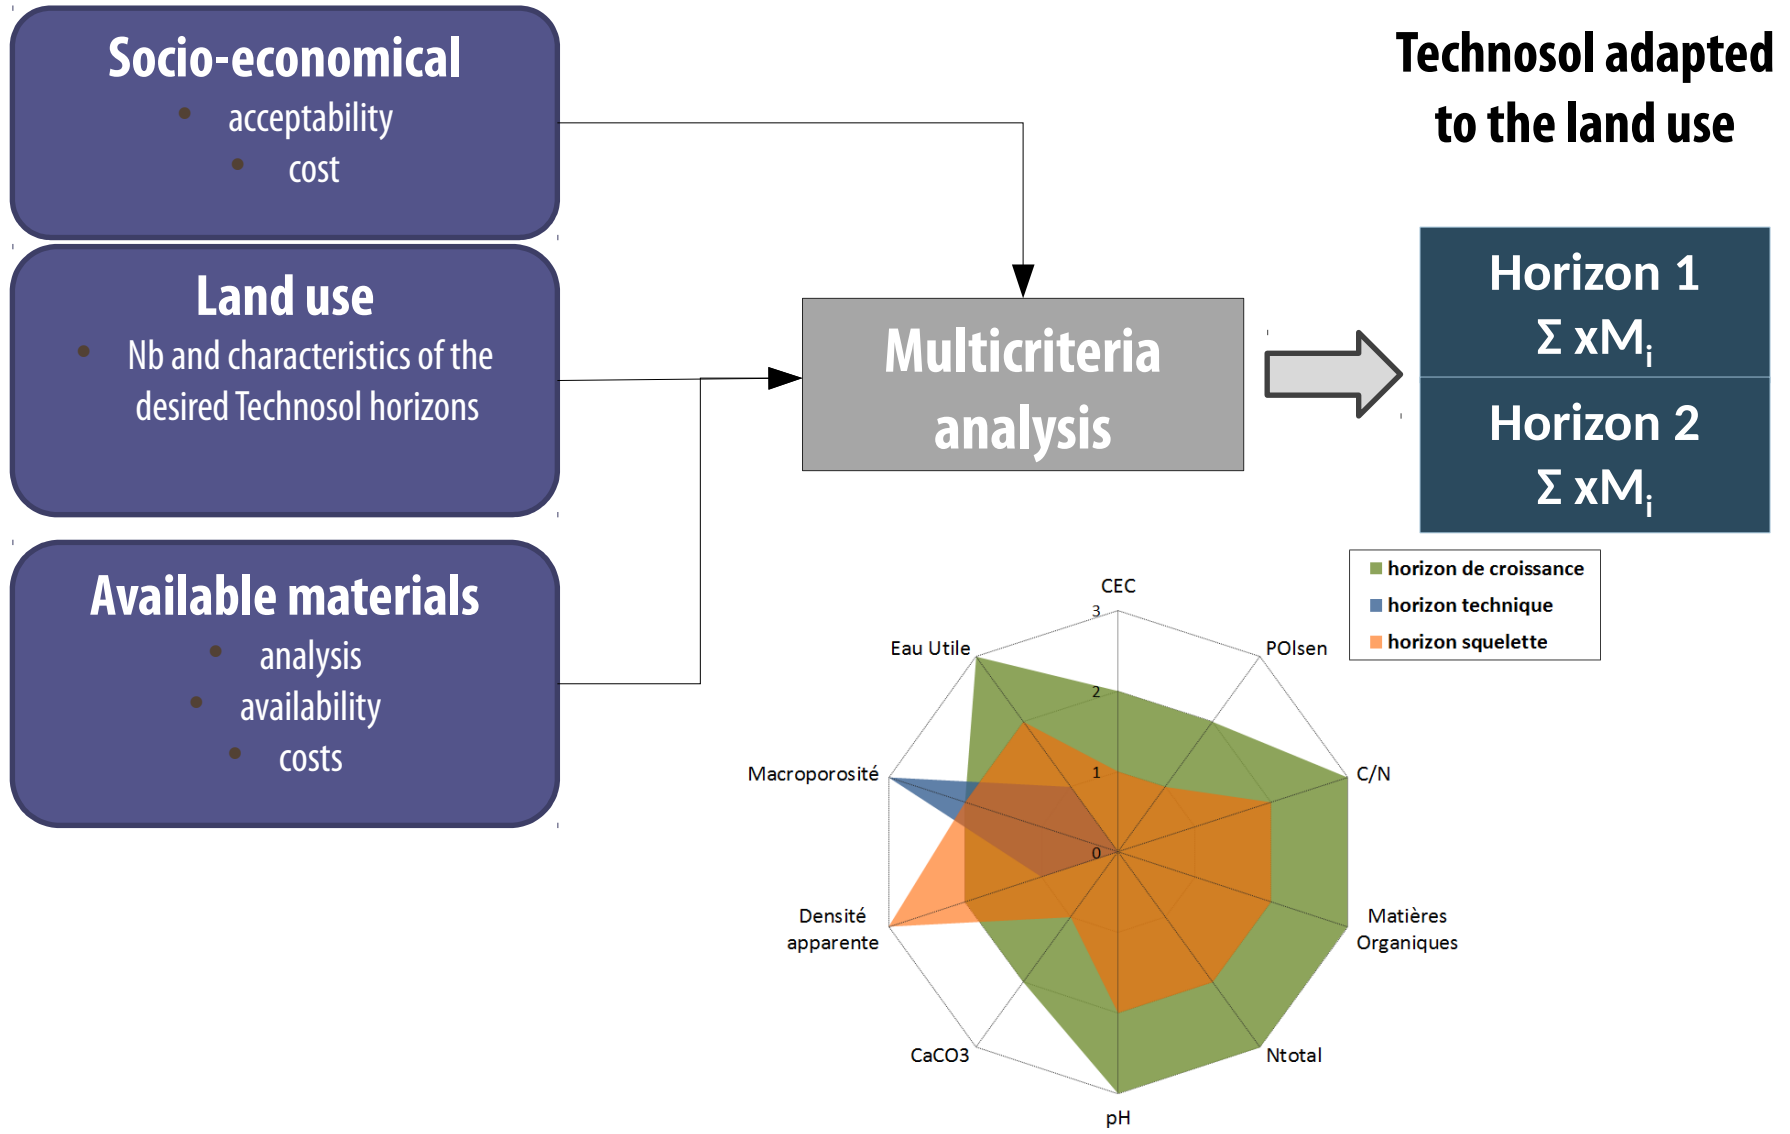 Socio-economical
• acceptability
• cost
Land use
• Nb and characteristics of the
desired Technosol horizons
Available materials
• analysis
• availability
• costs
Multicriteria
analysis
Technosol adapted
to the land use
Horizon 1
Σ xMi
Horizon 2
Σ xMi
horizon de croissance
horizon technique
horizon squelette
CEC
POlsen
C/N
Matières
Organiques
Ntotal
pH
CaCO3
Densité
apparente
Macroporosité
Eau Utile
3
2
1
0